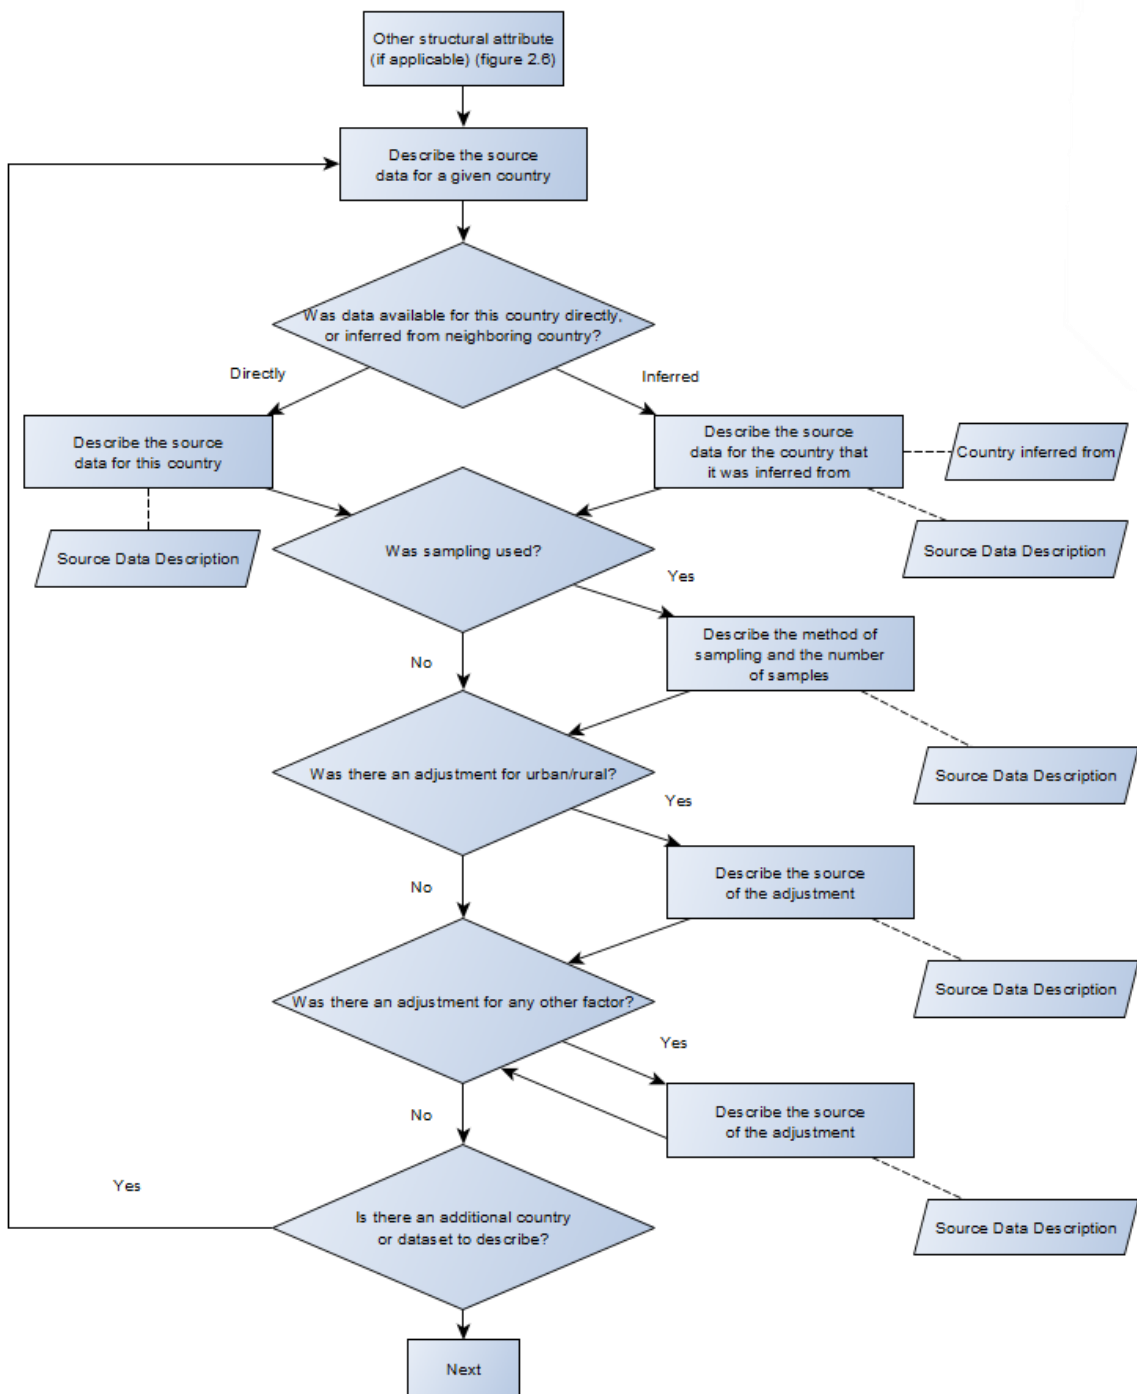 Other structural attribute
(if applicable) (figure 2.6)
Describe the source
data for a given country
Was data available for this country directly,
or inferred from neighboring country?
Directly
Inferred
Describe the source
data for this country
Describe the source
data for the country that
it was inferred from
Country inferred from
Source Data Description
Source Data Description
Was sampling used?
Yes
No
Describe the method of
sampling and the number
of samples
Source Data Description
Was there an adjustment for urban/rural?
Yes
No
Describe the source
of the adjustment
Source Data Description
Was there an adjustment for any other factor?
Yes
No
Describe the source
of the adjustment
Source Data Description
Yes
Is there an additional country
or dataset to describe?
Next